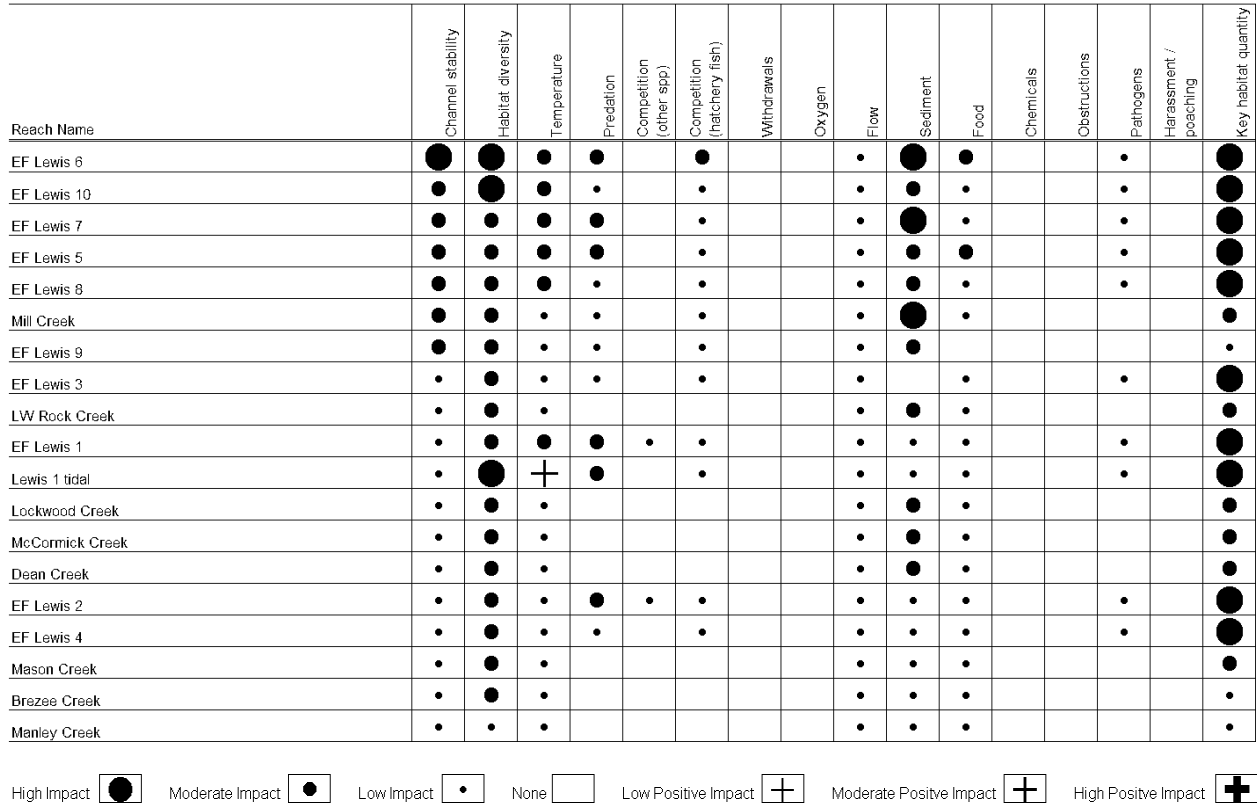 Reach Name
Channel stability
Habitat diversity
Temperature
Predation
Competition
(other spp)
Competition
(hatchery fish)
Withdrawals
Oxygen
Flow
Sediment
Food
Chemicals
Obstructions
Pathogens
Harassment /
poaching
Key habitat quantity
EF Lewis 6
EF Lewis 10
EF Lewis 7
EF Lewis 5
EF Lewis 8
Mill Creek
EF Lewis 9
EF Lewis 3
LW Rock Creek
EF Lewis 1
Lewis 1 tidal
Lockwood Creek
McCormick Creek
Dean Creek
EF Lewis 2
EF Lewis 4
Mason Creek
Brezee Creek
Manley Creek
High Impact Moderate Impact Low Impact None Low Positive Impact Moderate Positve Impact High Positve Impact